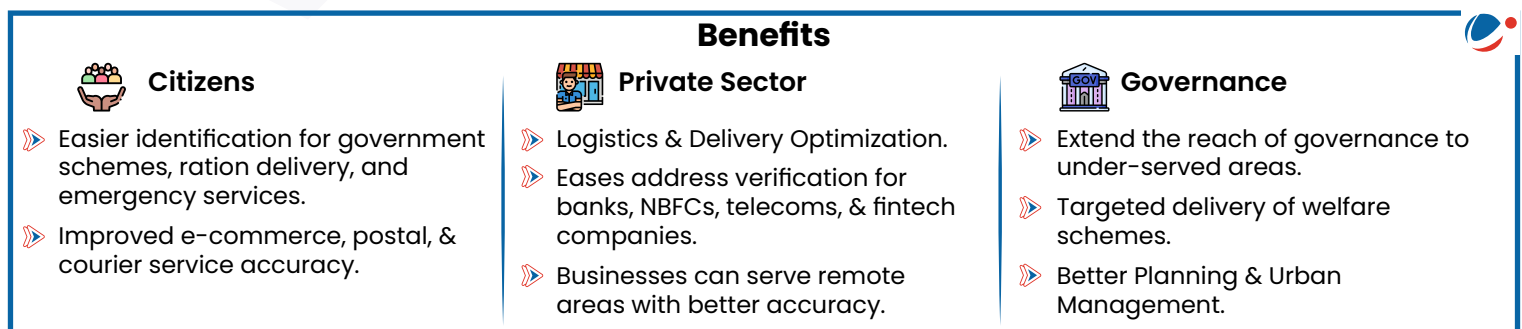 Benefits
Citizens
Easier identification for government
schemes, ration delivery, and
emergency services.
Improved e-commerce, postal, &
courier service accuracy.
Private Sector
Logistics & Delivery Optimization.
Eases address verification for
banks, NBFCs, telecoms, & fintech
companies.
Businesses can serve remote
areas with better accuracy.
GOV
Governance
Extend the reach of governance to
under-served areas.
Targeted delivery of welfare
schemes.
Better Planning & Urban
Management.